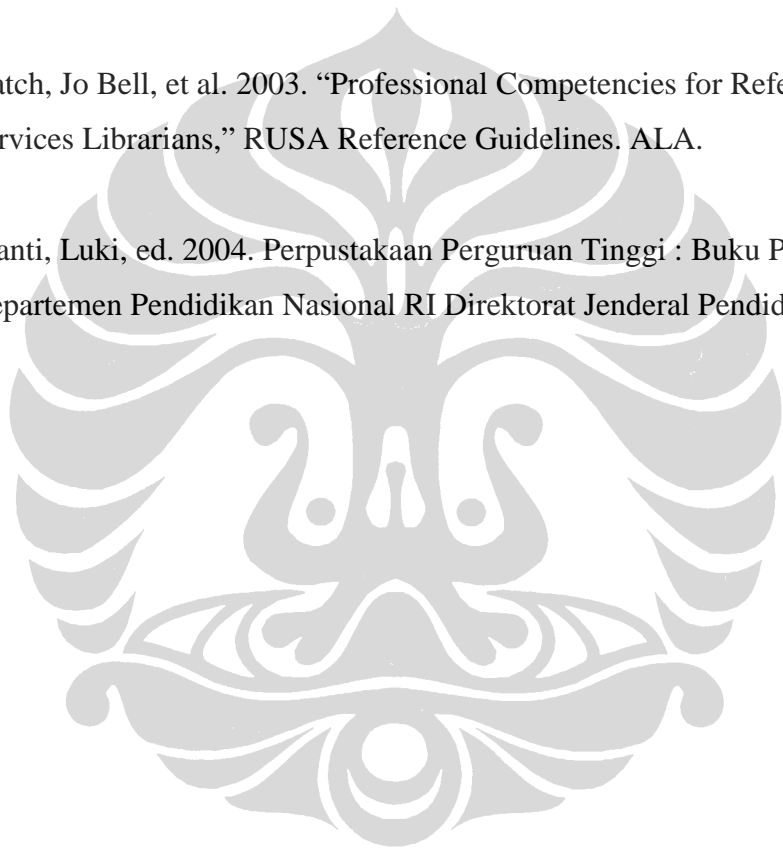 atch, Jo Bell, et al. 2003. “Professional Competencies for Refe
rvices Librarians,” RUSA Reference Guidelines. ALA.
anti, Luki, ed. 2004. Perpustakaan Perguruan Tinggi : Buku P
epartemen Pendidikan Nasional RI Direktorat Jenderal Pendid